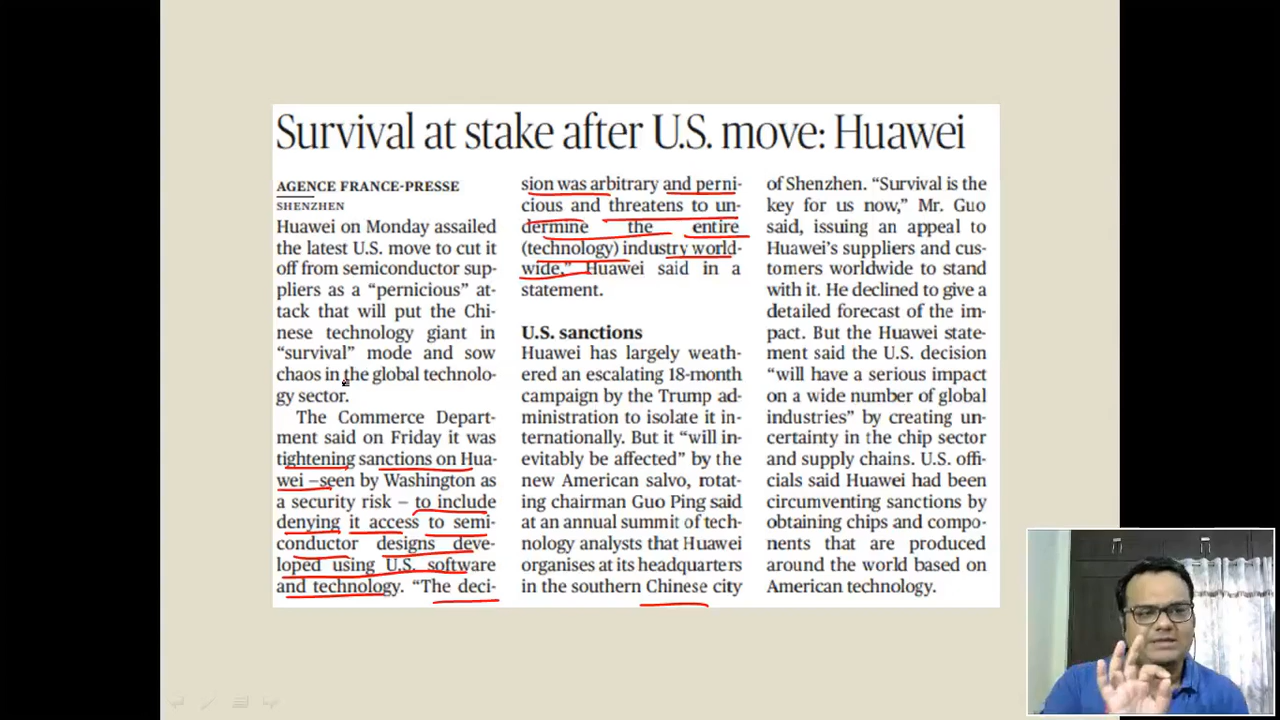 Survival at stake after U.S. move: Huawei
AGENCE FRANCE-PRESSE
SHENZHEN
Huawei on Monday assailed
the latest U.S. move to cut it
off from semiconductor sup-
pliers as a “pernicious” at-
tack that will put the Chi-
nese technology giant in
“survival” mode and sow
chaos in the global technolo-
gy sector.
The Commerce Depart-
ment said on Friday it was
tightening sanctions on Hua-
wei –seen by Washington as
a security risk – to include
denying it access to semi-
conductor designs deve-
loped using U.S. software
and technology. “The deci-
sion was arbitrary and perni-
cious and threatens to un-
dermine the entire
(technology) industry world-
wide,” Huawei said in a
statement.
U.S. sanctions
Huawei has largely weath-
ered an escalating 18-month
campaign by the Trump ad-
ministration to isolate it in-
ternationally. But it “will in-
evitably be affected” by the
new American salvo, rotat-
ing chairman Guo Ping said
at an annual summit of tech-
nology analysts that Huawei
organises at its headquarters
in the southern Chinese city
of Shenzhen. “Survival is the
key for us now,” Mr. Guo
said, issuing an appeal to
Huawei’s suppliers and cus-
tomers worldwide to stand
with it. He declined to give a
detailed forecast of the im-
pact. But the Huawei state-
ment said the U.S. decision
“will have a serious impact
on a wide number of global
industries” by creating un-
certainty in the chip sector
and supply chains. U.S. offi-
cials said Huawei had been
circumventing sanctions by
obtaining chips and compo-
nents that are produced
around the world based on
American technology.